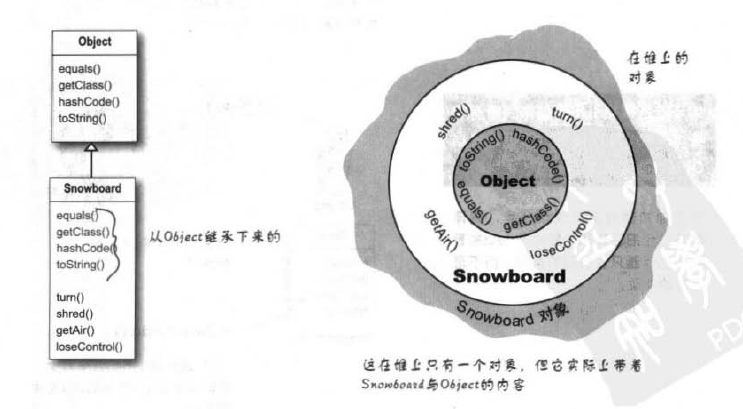 Object
equals()
getClass()
hashCode()
toString()
Snowboard
equals()
getClass()
hashCode()
toString()
turn()
shred()
getAir()
loseControl()
从Object继承下来的
在堆上的
对象
shred()
turn()
toString()
hashCode()
Object
equals()
getClass()
getAir()
loseControl()
Snowboard
Snowboard 对象
这在堆上只有一个对象，但它实际上带着
Snowboard与Object的内容
PD